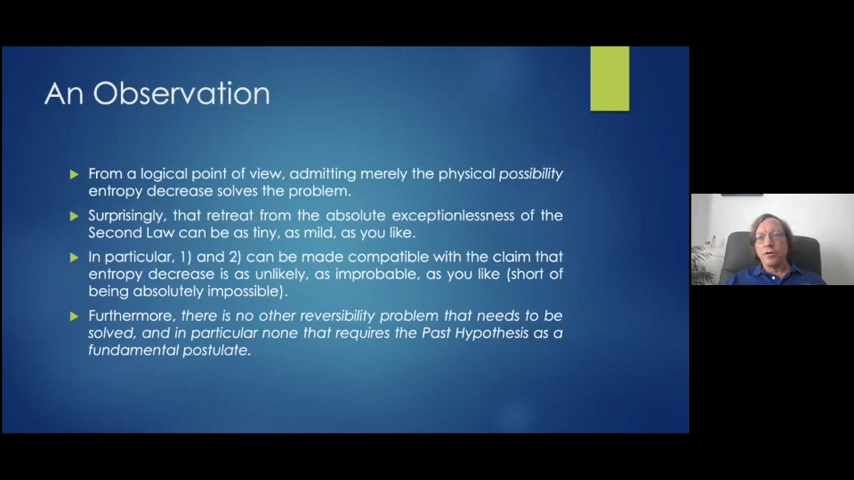 An Observation
From a logical point of view, admitting merely the physical possibility
entropy decrease solves the problem.
Surprisingly, that retreat from the absolute exceptionlessness of the
Second Law can be as tiny, as mild, as you like.
In particular, 1) and 2) can be made compatible with the claim that
entropy decrease is as unlikely, as improbable, as you like (short of
being absolutely impossible).
Furthermore, there is no other reversibility problem that needs to be
solved, and in particular none that requires the Past Hypothesis as a
fundamental postulate.